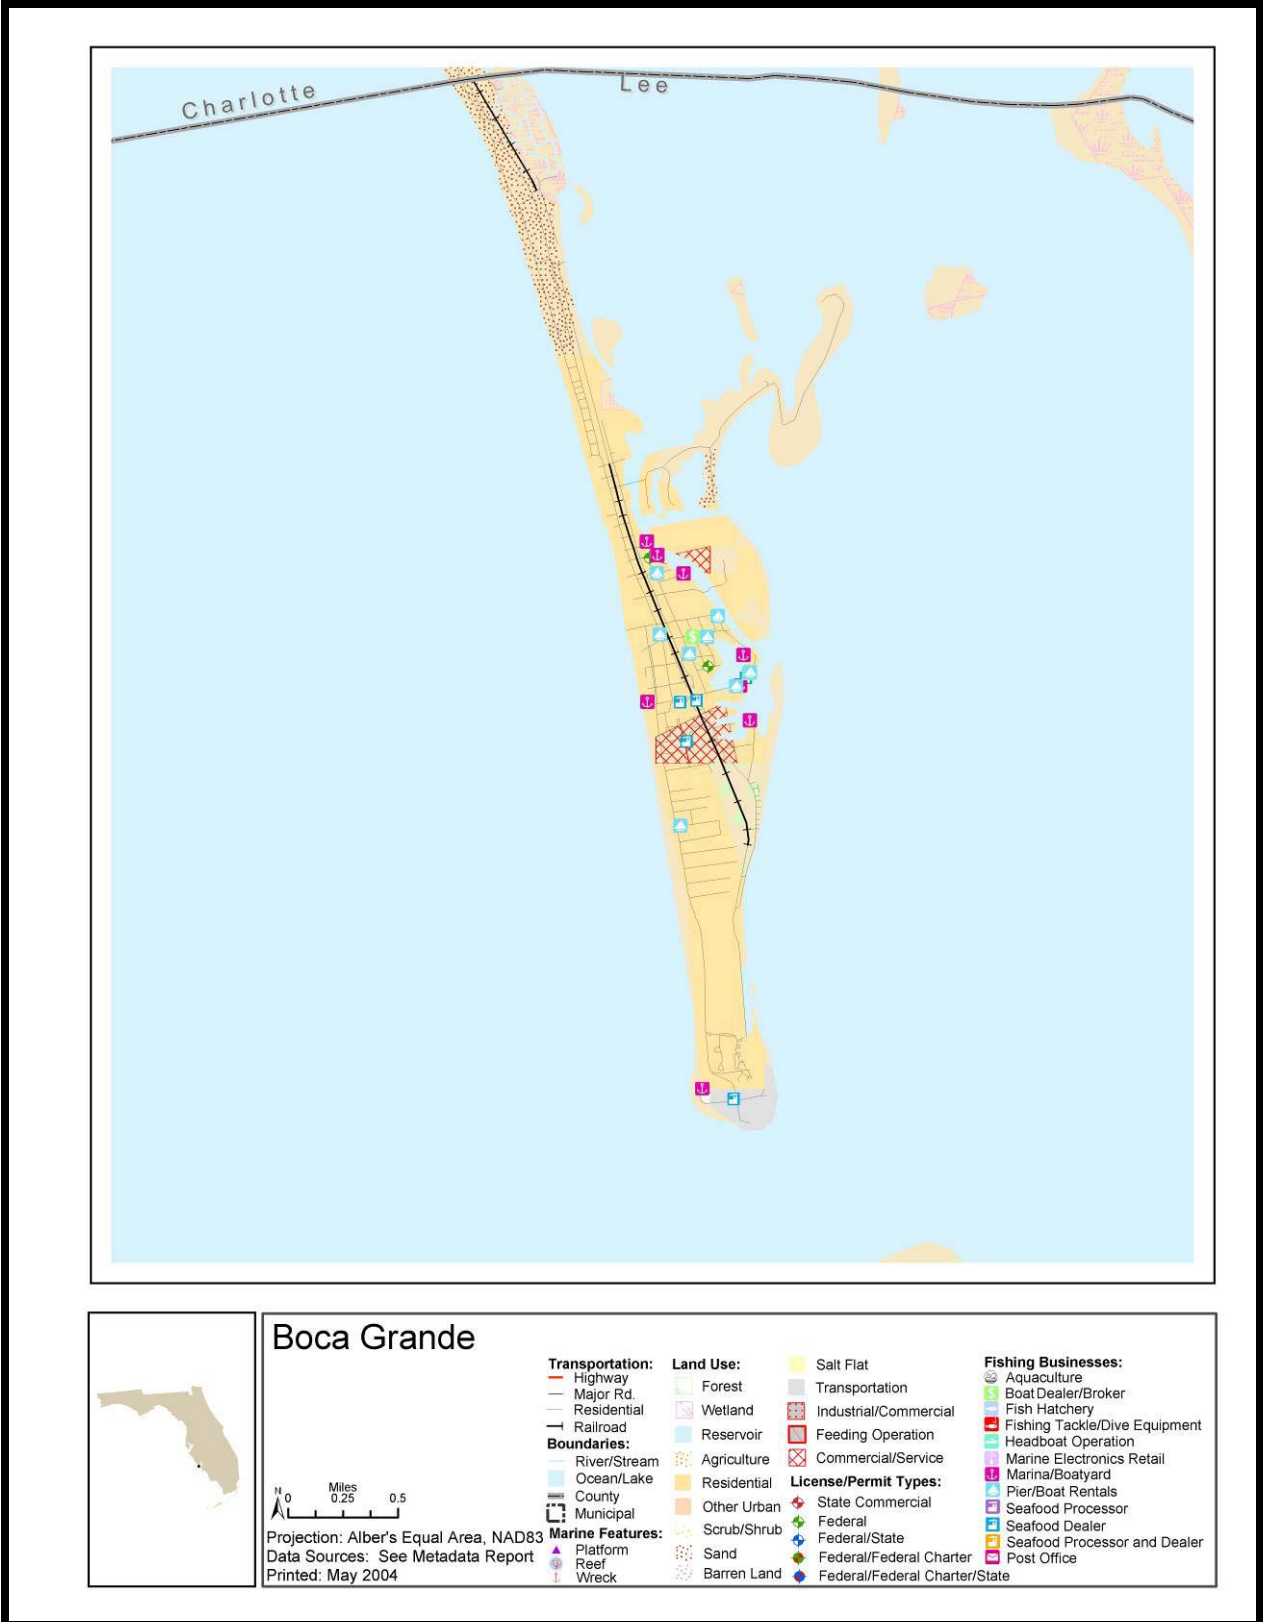 Charlotte
Lee
Boca Grande
N
Miles
0 0.25 0.5
Projection: Alber's Equal Area, NAD83
Data Sources: See Metadata Report
Printed: May 2004
Transportation:
Highway
Major Rd.
Residential
Railroad
Boundaries:
River/Stream
Ocean/Lake
County
Municipal
Marine Features:
Platform
Reef
Wreck
Land Use:
Forest
Wetland
Reservoir
Agriculture
Residential
Other Urban
Scrub/Shrub
Sand
Barren Land
Salt Flat
Transportation
Industrial/Commercial
Feeding Operation
Commercial/Service
License/Permit Types:
State Commercial
Federal
Federal/State
Federal/Federal Charter
Federal/Federal Charter/State
Fishing Businesses:
Aquaculture
Boat Dealer/Broker
Fish Hatchery
Fishing Tackle/Dive Equipment
Headboat Operation
Marine Electronics Retail
Marina/Boatyard
Pier/Boat Rentals
Seafood Processor
Seafood Dealer
Seafood Processor and Dealer
Post Office